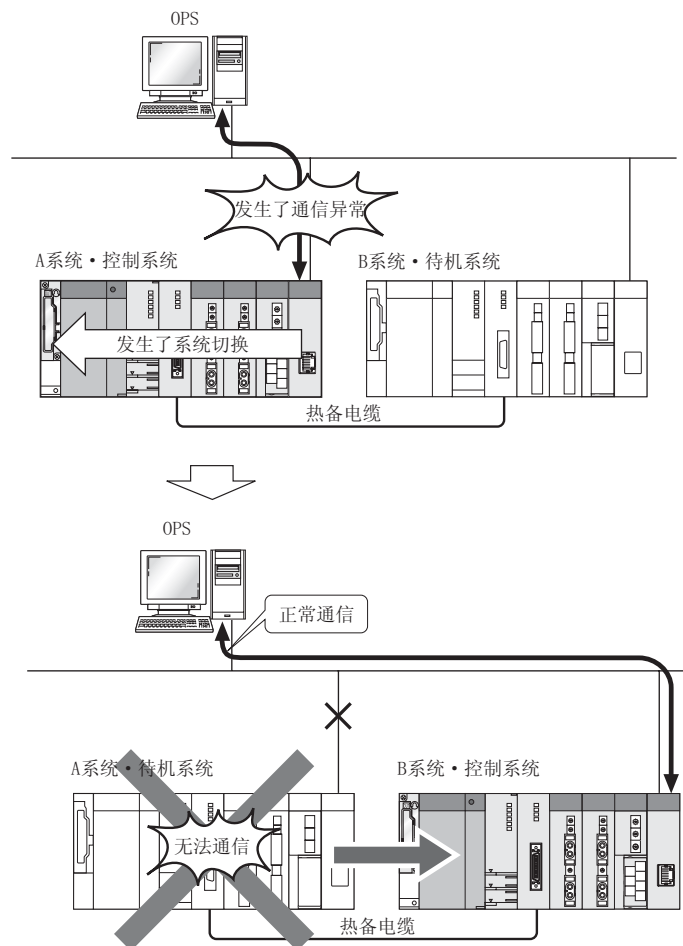 OPS
发生了通信异常
A系统·控制系统
B系统·待机系统
发生了系统切换
热备电缆
OPS
正常通信
A系统·待机系统
B系统·控制系统
无法通信
热备电缆